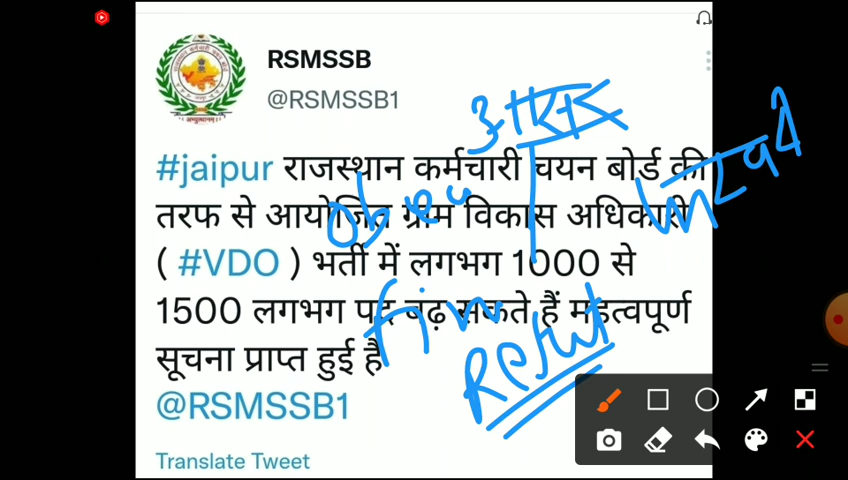 RSMSSB
@RSMSSB1
#jaipur राजस्थान कर्मचारी चयन बोर्ड की
तरफ से आयोजित ग्राम विकास अधिकारी
( #VDO ) भर्ती में लगभग 1000 से
1500 लगभग पद बढ़ सकते हैं महत्वपूर्ण
सूचना प्राप्त हुई है
@RSMSSB1
Translate Tweet
Result